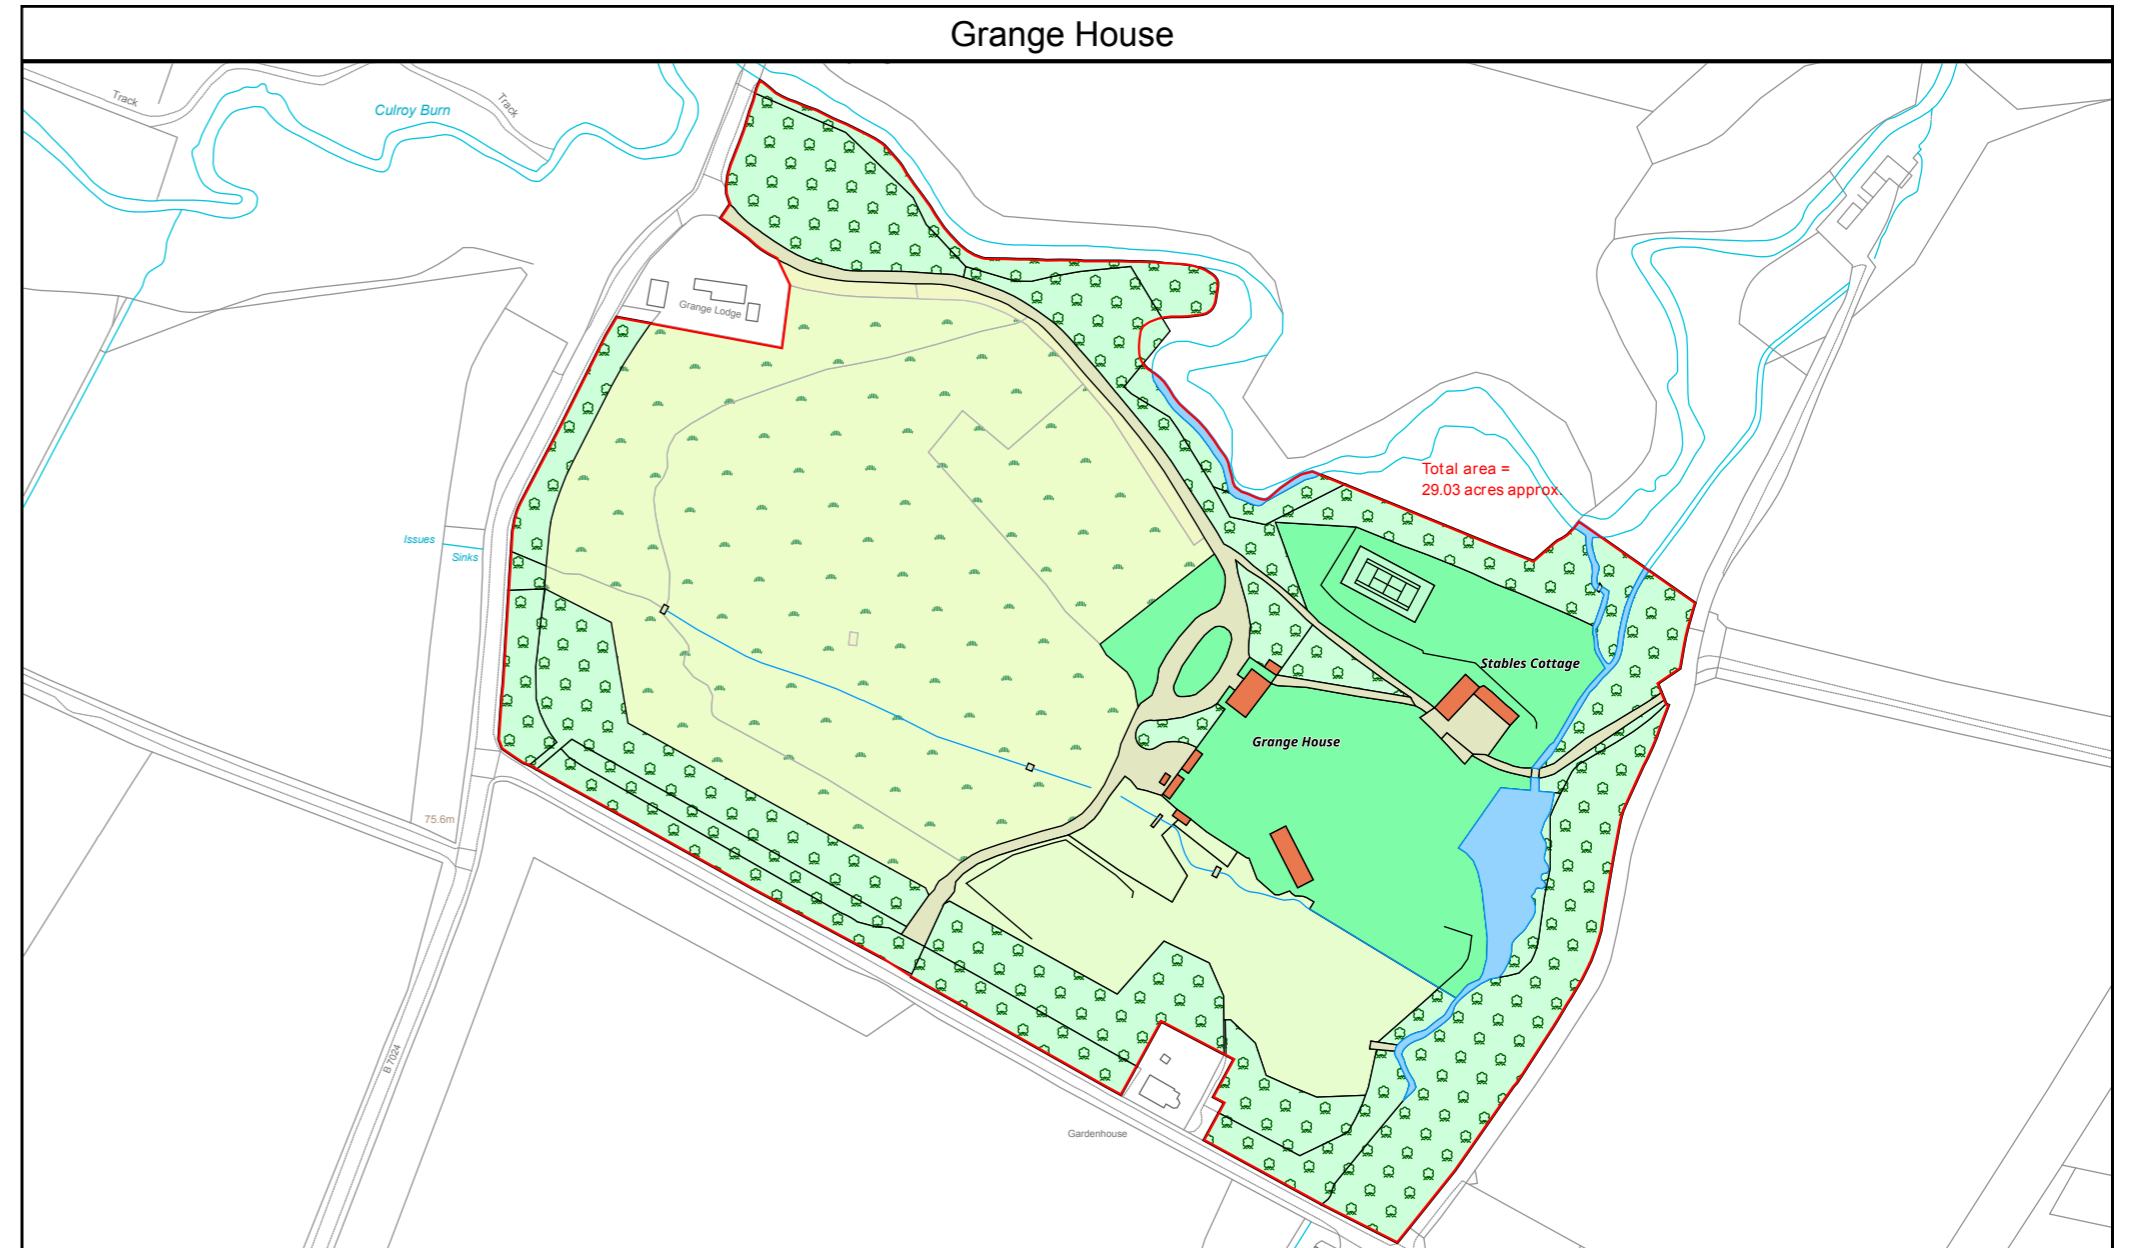 Grange House
Track
Culroy Burn
Track
Grange Lodge
Total area =
29.03 acres approx.
Issues
Sinks
Stables Cottage
Grange House
75.6m
B 7024
Gardenhouse